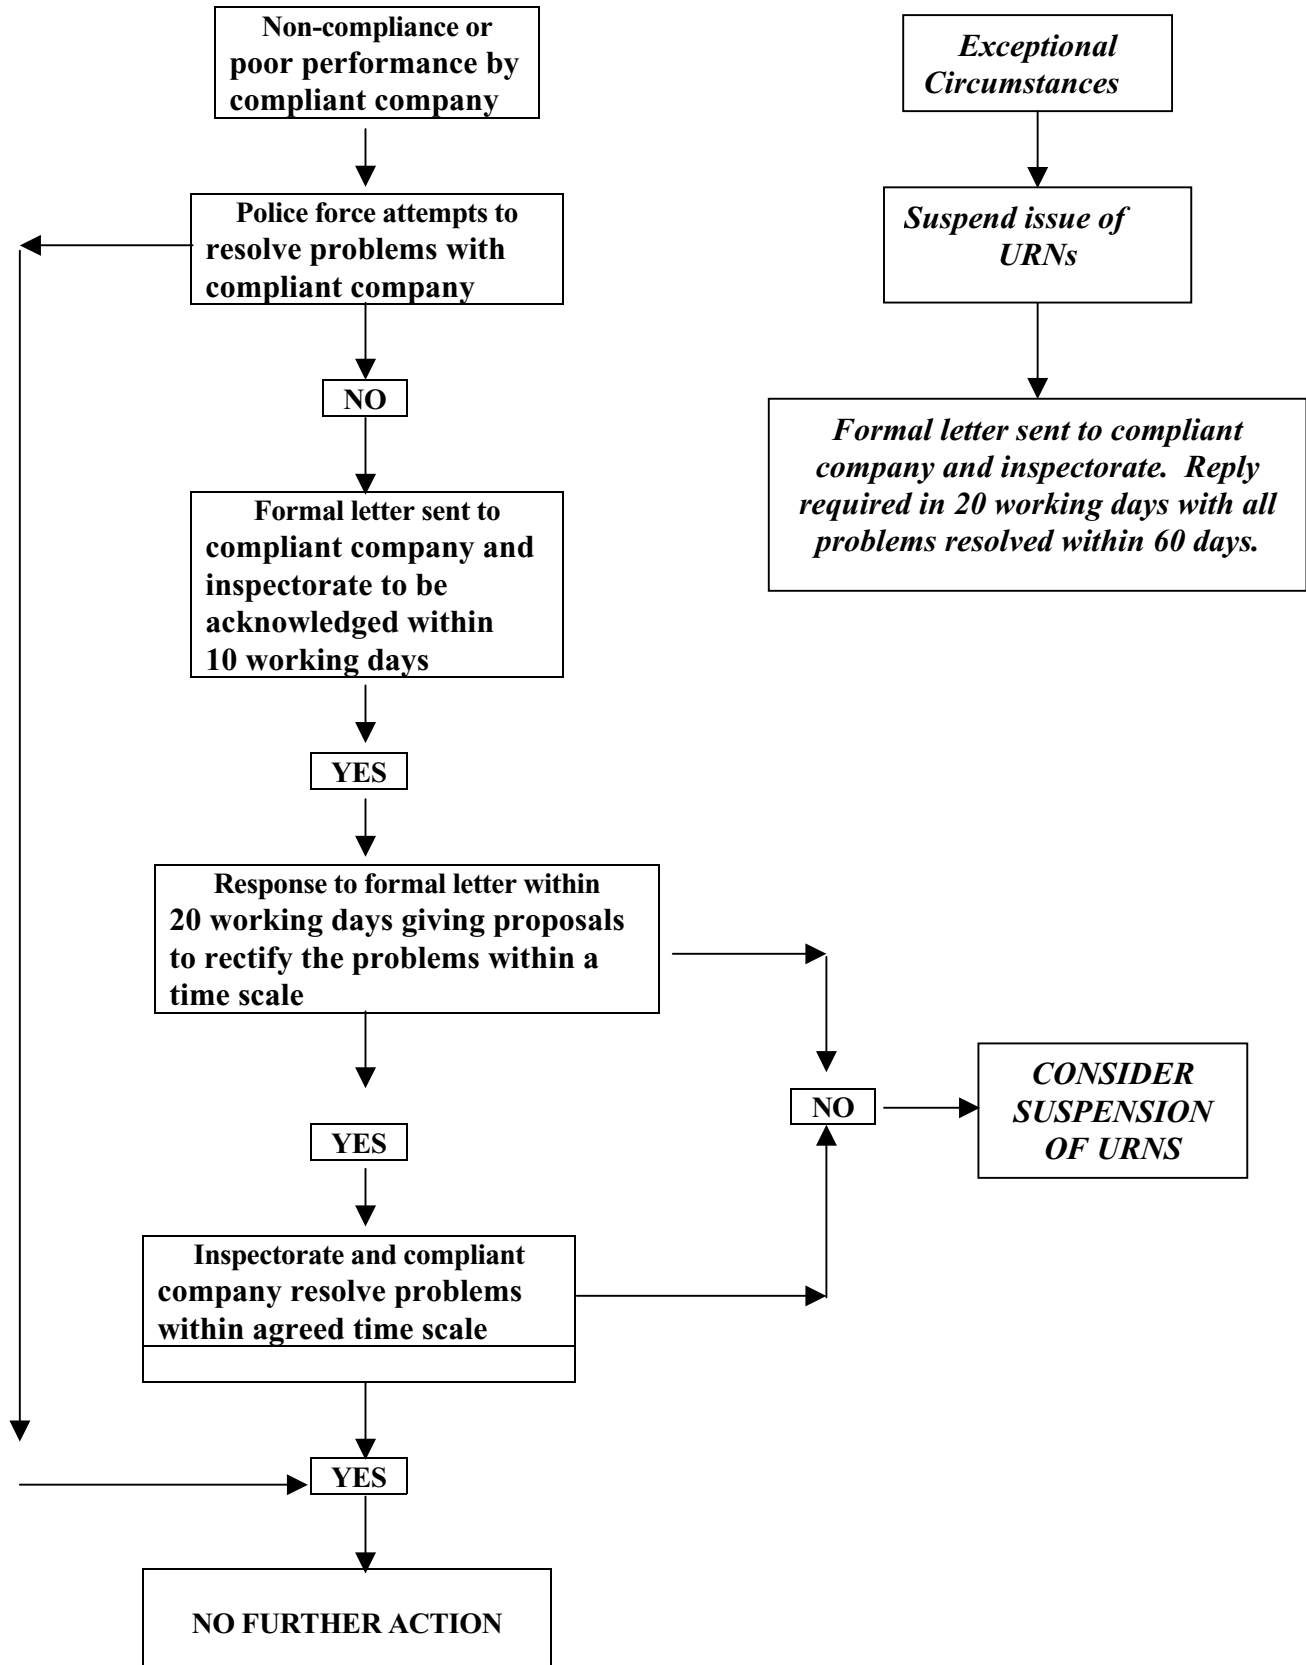 Non-compliance or
poor performance by
compliant company
Police force attempts to
resolve problems with
compliant company
NO
Formal letter sent to
compliant company and
inspectorate to be
acknowledged within
10 working days
YES
Response to formal letter within
20 working days giving proposals
to rectify the problems within a
time scale
YES
Inspectorate and compliant
company resolve problems
within agreed time scale
YES
NO FURTHER ACTION
NO
CONSIDER
SUSPENSION
OF URNS
Exceptional
Circumstances
Suspend issue of
URNs
Formal letter sent to compliant
company and inspectorate.  Reply
required in 20 working days with all
problems resolved within 60 days.